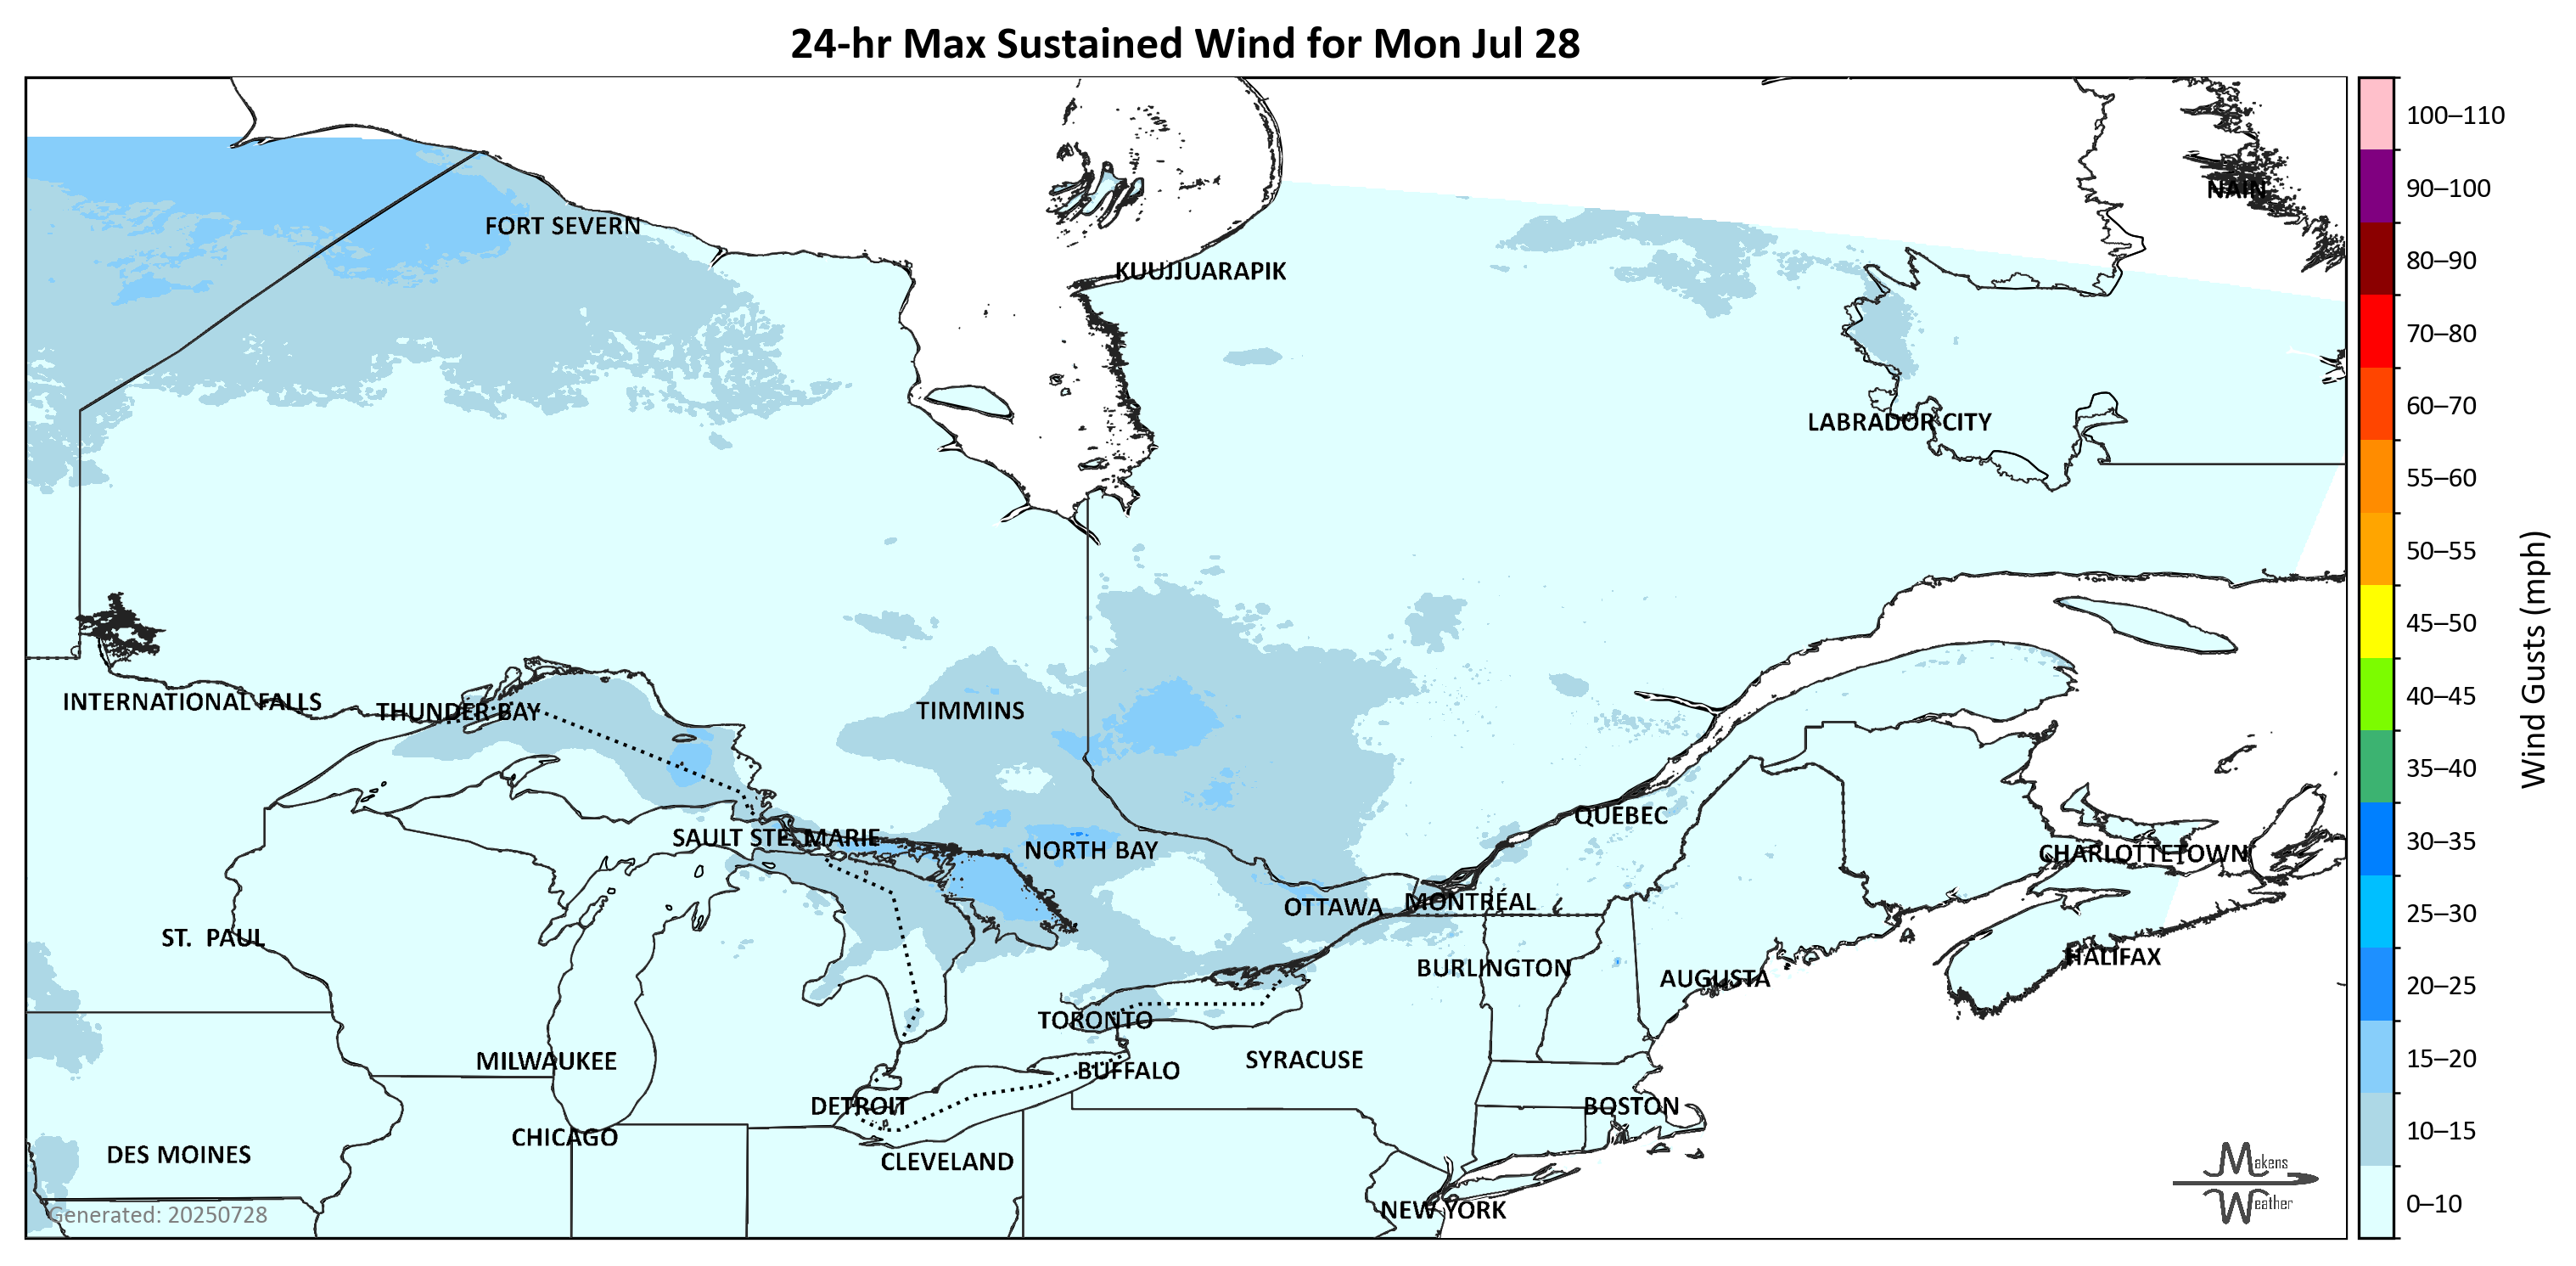 24-hr Max Sustained Wind for Mon Jul 28
100–110
90–100
80–90
70–80
60–70
55–60
50–55
45–50
40–45
35–40
30–35
25–30
20–25
15–20
10–15
0–10
Wind Gusts (mph)
NAIN
FORT SEVERN
KUUJJUARAPIK
LABRADOR CITY
INTERNATIONAL FALLS
THUNDER BAY
TIMMINS
QUÉBEC
SAULT STE. MARIE
NORTH BAY
CHARLOTTETOWN
OTTAWA
MONTRÉAL
ST. PAUL
HALIFAX
BURLINGTON
AUGUSTA
TORONTO
MILWAUKEE
SYRACUSE
BUFFALO
DETROIT
BOSTON
CHICAGO
DES MOINES
CLEVELAND
NEW YORK
Generated: 20250728
Makens
Weather